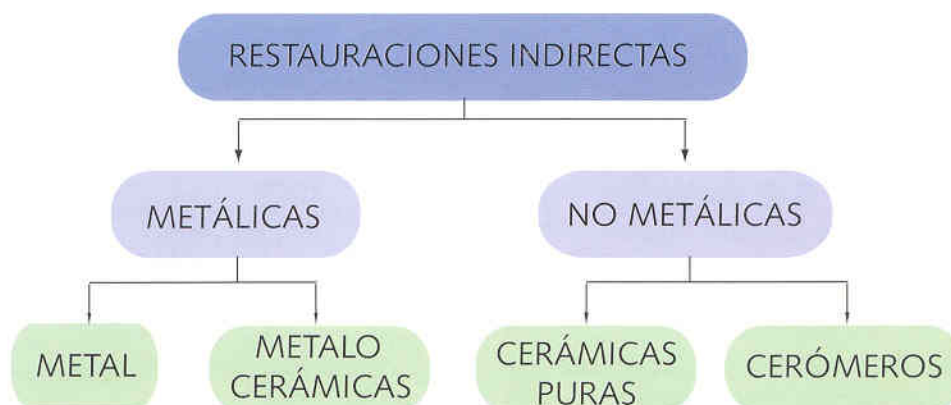 RESTAURACIONES INDIRECTAS
METÁLICAS
NO METÁLICAS
METAL
METALO
CERÁMICAS
CERÁMICAS
PURAS
CERÓMEROS